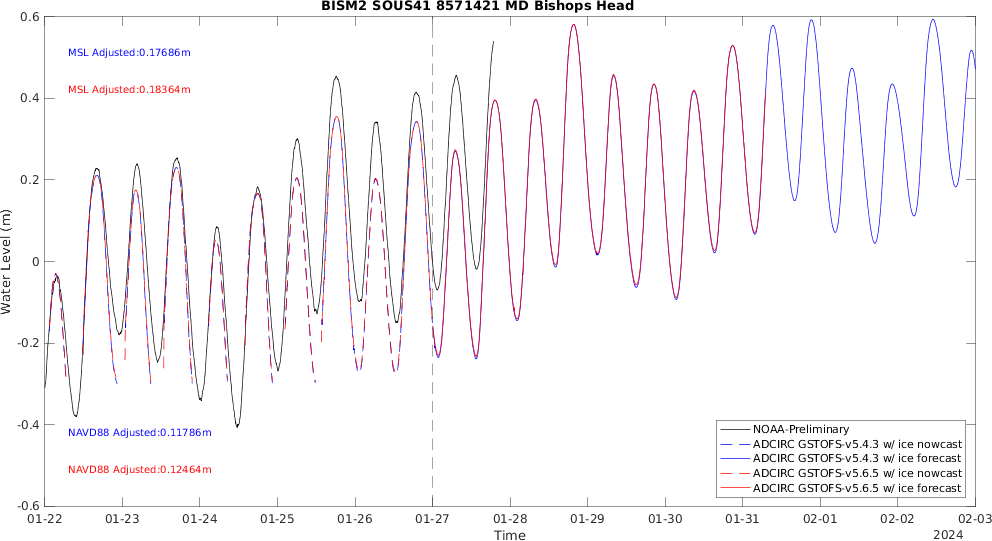 BISM2 SOUS41 8571421 MD Bishops Head
0.6
0.4
0.2
0
-0.2
-0.4
-0.6
Water Level (m)
MSL Adjusted:0.17686m
MSL Adjusted:0.18364m
NAVD88 Adjusted:0.11786m
NAVD88 Adjusted:0.12464m
NOAA-Preliminary
ADCIRC GSTOFS-v5.4.3 w/ ice nowcast
ADCIRC GSTOFS-v5.4.3 w/ ice forecast
ADCIRC GSTOFS-v5.6.5 w/ ice nowcast
ADCIRC GSTOFS-v5.6.5 w/ ice forecast
01-22 01-23 01-24 01-25 01-26 01-27 01-28 01-29 01-30 01-31 02-01 02-02 02-03
Time
2024